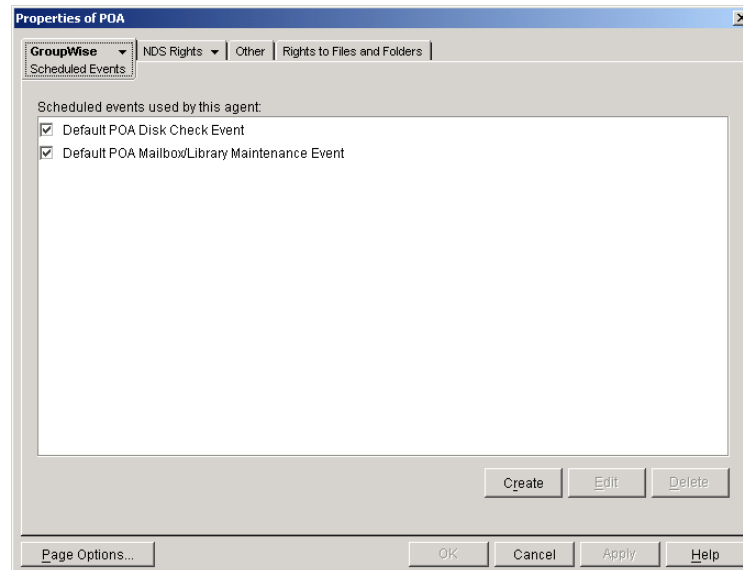 Properties of POA
GroupWise NDS Rights Other Rights to Files and Folders
Scheduled Events
Scheduled events used by this agent:
Default POA Disk Check Event
Default POA Mailbox/Library Maintenance Event
Create Edit Delete
Page Options... OK Cancel Apply Help